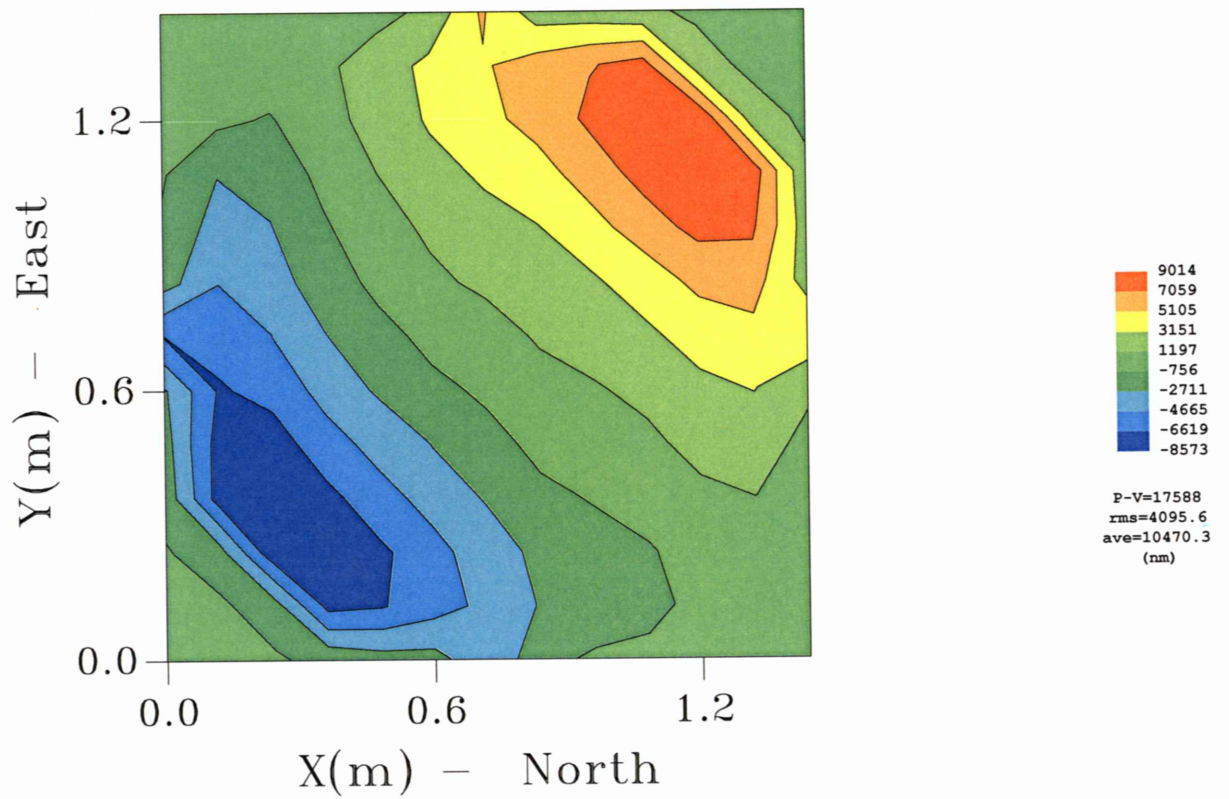 1.2
0.6
0.0
Y(m) — East
0.0 0.6 1.2
X(m) — North
9014
7059
5105
3151
1197
-756
-2711
-4665
-6619
-8573
P-V=17588
rms=4095.6
ave=10470.3
(nm)